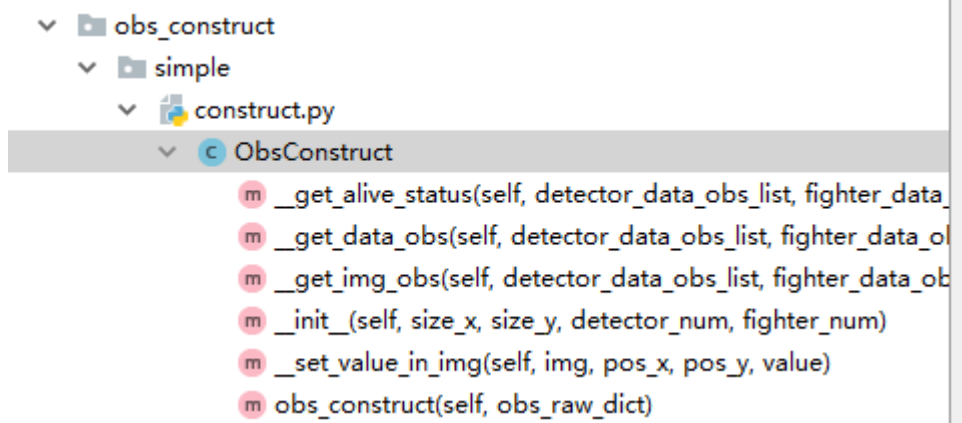 obs_construct
simple
construct.py
C ObsConstruct
m __get_alive_status(self, detector_data_obs_list, fighter_data_
m __get_data_obs(self, detector_data_obs_list, fighter_data_ol
m __get_img_obs(self, detector_data_obs_list, fighter_data_ob
m __init__(self, size_x, size_y, detector_num, fighter_num)
m __set_value_in_img(self, img, pos_x, pos_y, value)
m obs_construct(self, obs_raw_dict)